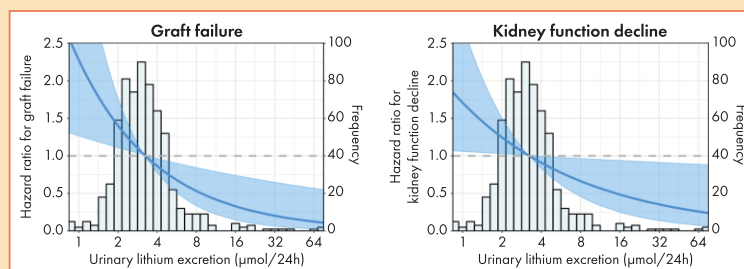 Graft failure
Hazard ratio for graft failure
2.5
2.0
1.5
1.0
0.5
0.0
100
80
60
40
20
0
Frequency
1 2 4 8 16 32 64
Urinary lithium excretion (μmol/24h)
Kidney function decline
Hazard ratio for
kidney function decline
2.5
2.0
1.5
1.0
0.5
0.0
100
80
60
40
20
0
Frequency
1 2 4 8 16 32 64
Urinary lithium excretion (μmol/24h)